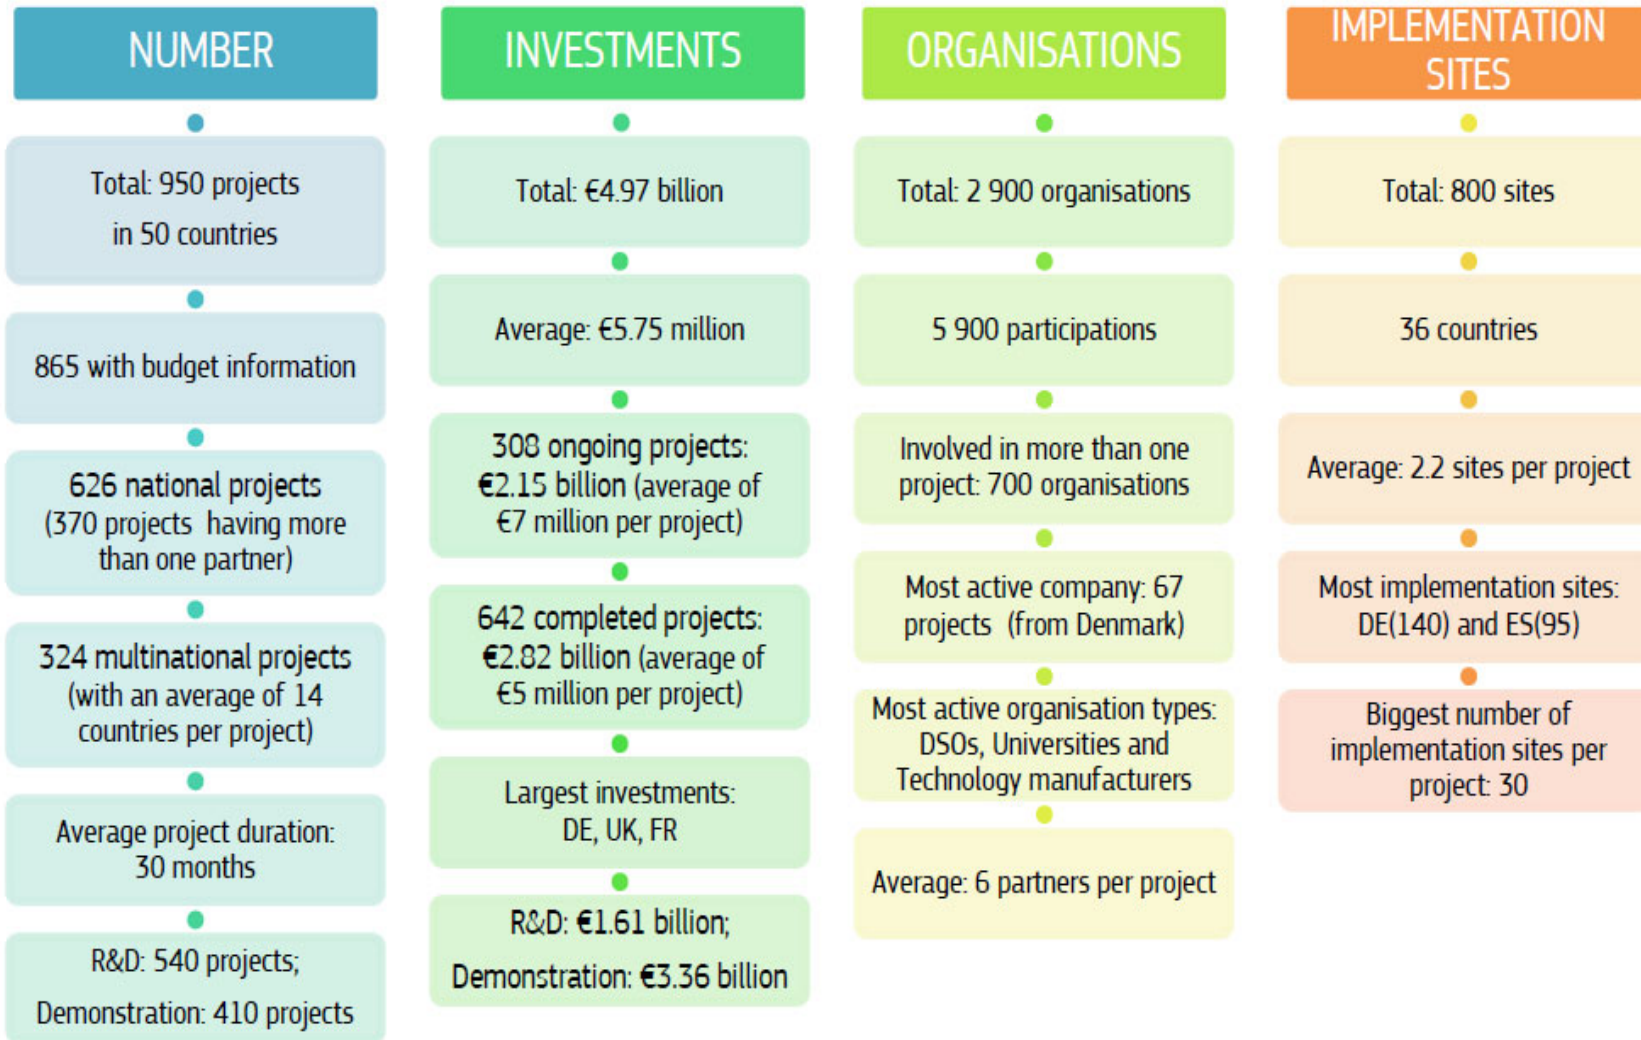 NUMBER
Total: 950 projects
in 50 countries
865 with budget information
626 national projects
(370 projects having more
than one partner)
324 multinational projects
(with an average of 14
countries per project)
Average project duration:
30 months
R&D: 540 projects;
Demonstration: 410 projects
INVESTMENTS
Total: €4.97 billion
Average: €5.75 million
308 ongoing projects:
€2.15 billion (average of
€7 million per project)
642 completed projects:
€2.82 billion (average of
€5 million per project)
Largest investments:
DE, UK, FR
R&D: €1.61 billion;
Demonstration: €3.36 billion
ORGANISATIONS
Total: 2 900 organisations
5 900 participations
Involved in more than one
project: 700 organisations
Most active company: 67
projects (from Denmark)
Most active organisation types:
DSOs, Universities and
Technology manufacturers
Average: 6 partners per project
IMPLEMENTATION
SITES
Total: 800 sites
36 countries
Average: 2.2 sites per project
Most implementation sites:
DE(140) and ES(95)
Biggest number of
implementation sites per
project: 30